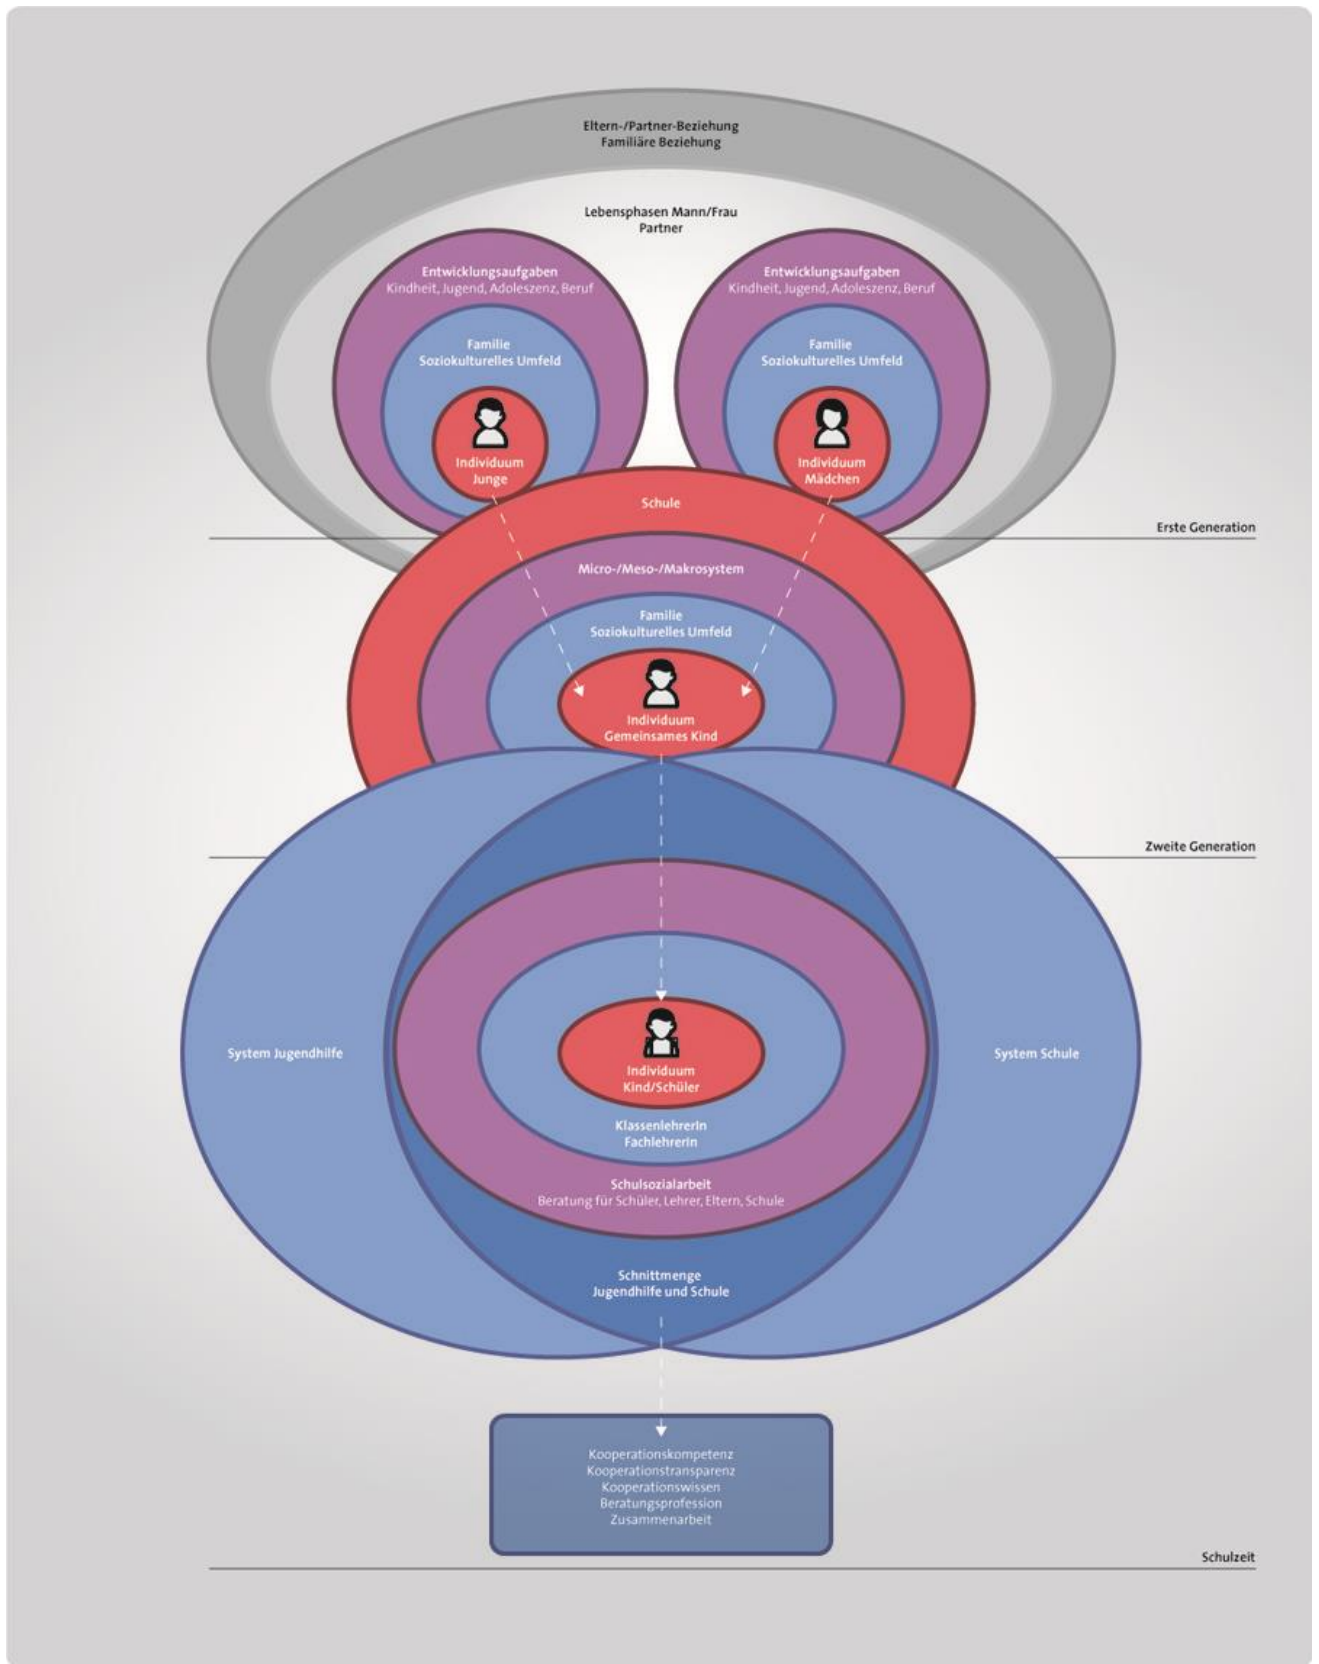 Eltern-/Partner-Beziehung
Familiäre Beziehung
Lebensphasen Mann/Frau
Partner
Entwicklungsaufgaben
Kindheit, Jugend, Adoleszenz, Beruf
Familie
Soziokulturelles Umfeld
Individuum
Junge
Entwicklungsaufgaben
Kindheit, Jugend, Adoleszenz, Beruf
Familie
Soziokulturelles Umfeld
Individuum
Mädchen
Schule
Erste Generation
Micro-/Meso-/Makrosystem
Familie
Soziokulturelles Umfeld
Individuum
Gemeinsames Kind
Zweite Generation
System Jugendhilfe
Individuum
Kind/Schüler
System Schule
KlassenlehrerIn
FachlehrerIn
Schulsozialarbeit
Beratung für Schüler, Lehrer, Eltern, Schule
Schnittmenge
Jugendhilfe und Schule
Kooperationskompetenz
Kooperationstransparenz
Kooperationswissen
Beratungsprofession
Zusammenarbeit
Schulzeit